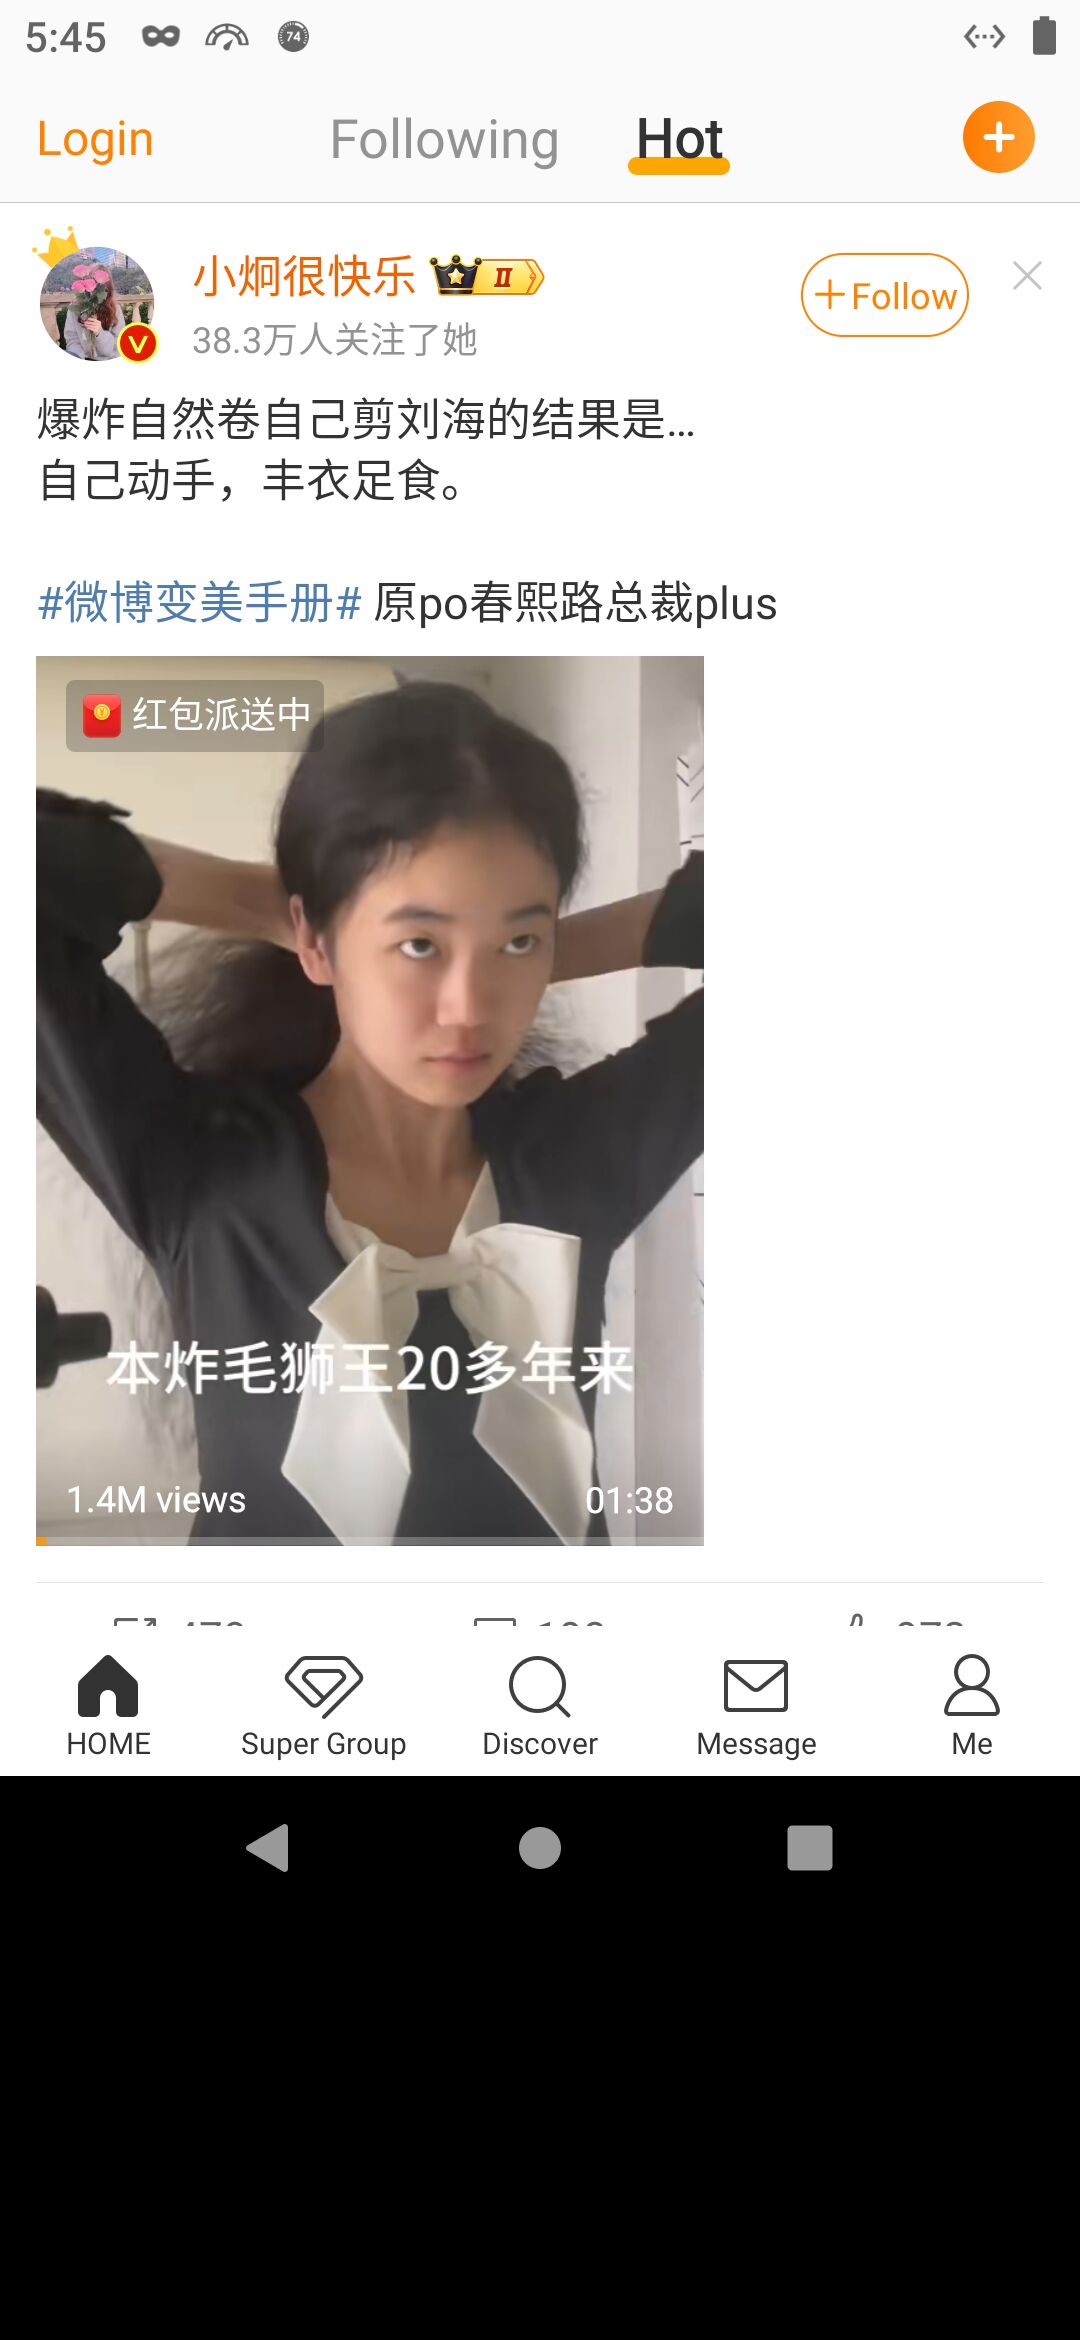 5:45
74
Login
Following
Hot
小炯很快乐
II
+Follow
38.3万人关注了她
爆炸自然卷自己剪刘海的结果是...
自己动手，丰衣足食。
#微博变美手册# 原po春熙路总裁plus
红包派送中
本炸毛狮王20多年来
1.4M views
01:38
HOME
Super Group
Discover
Message
Me